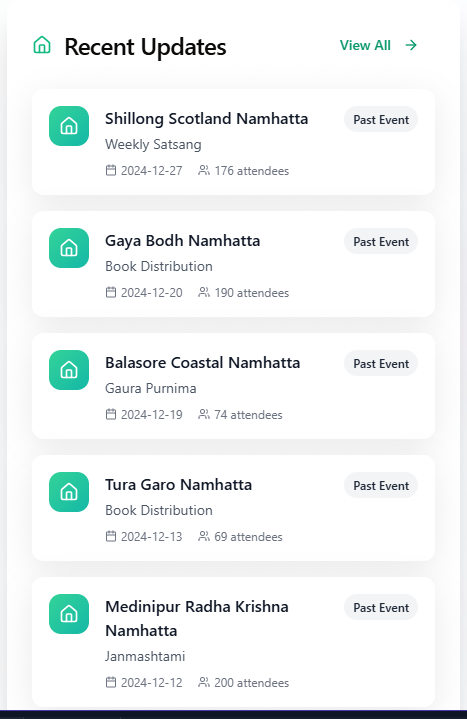 Recent Updates
View All
Shillong Scotland Namhatta
Past Event
Weekly Satsang
2024-12-27 176 attendees
Gaya Bodh Namhatta
Past Event
Book Distribution
2024-12-20 190 attendees
Balasore Coastal Namhatta
Past Event
Gaura Purnima
2024-12-19 74 attendees
Tura Garo Namhatta
Past Event
Book Distribution
2024-12-13 69 attendees
Medinipur Radha Krishna
Namhatta
Past Event
Janmashtami
2024-12-12 200 attendees